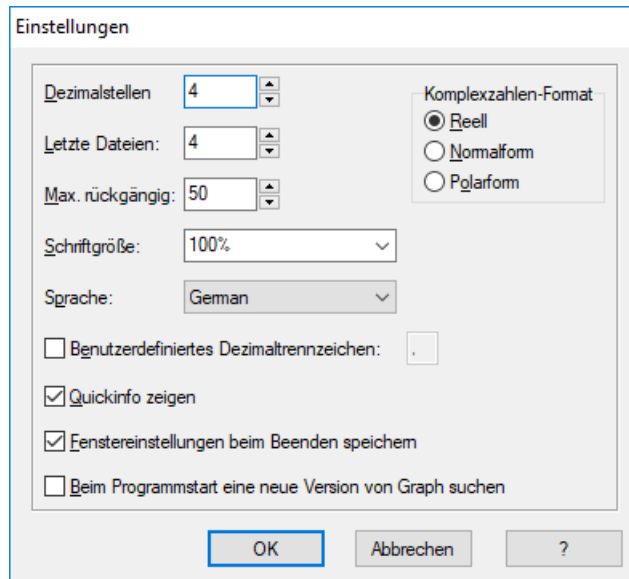 Einstellungen
Dezimalstellen 4
Komplexzahlen-Format
Reell
Letzte Dateien: 4
Normalform
Polarform
Max. rückgängig: 50
Schriftgröße: 100%
Sprache: German
Benutzerdefiniertes Dezimaltrennzeichen: .
Quickinfo zeigen
Fenstereinstellungen beim Beenden speichern
Beim Programmstart eine neue Version von Graph suchen
OK Abbrechen ?